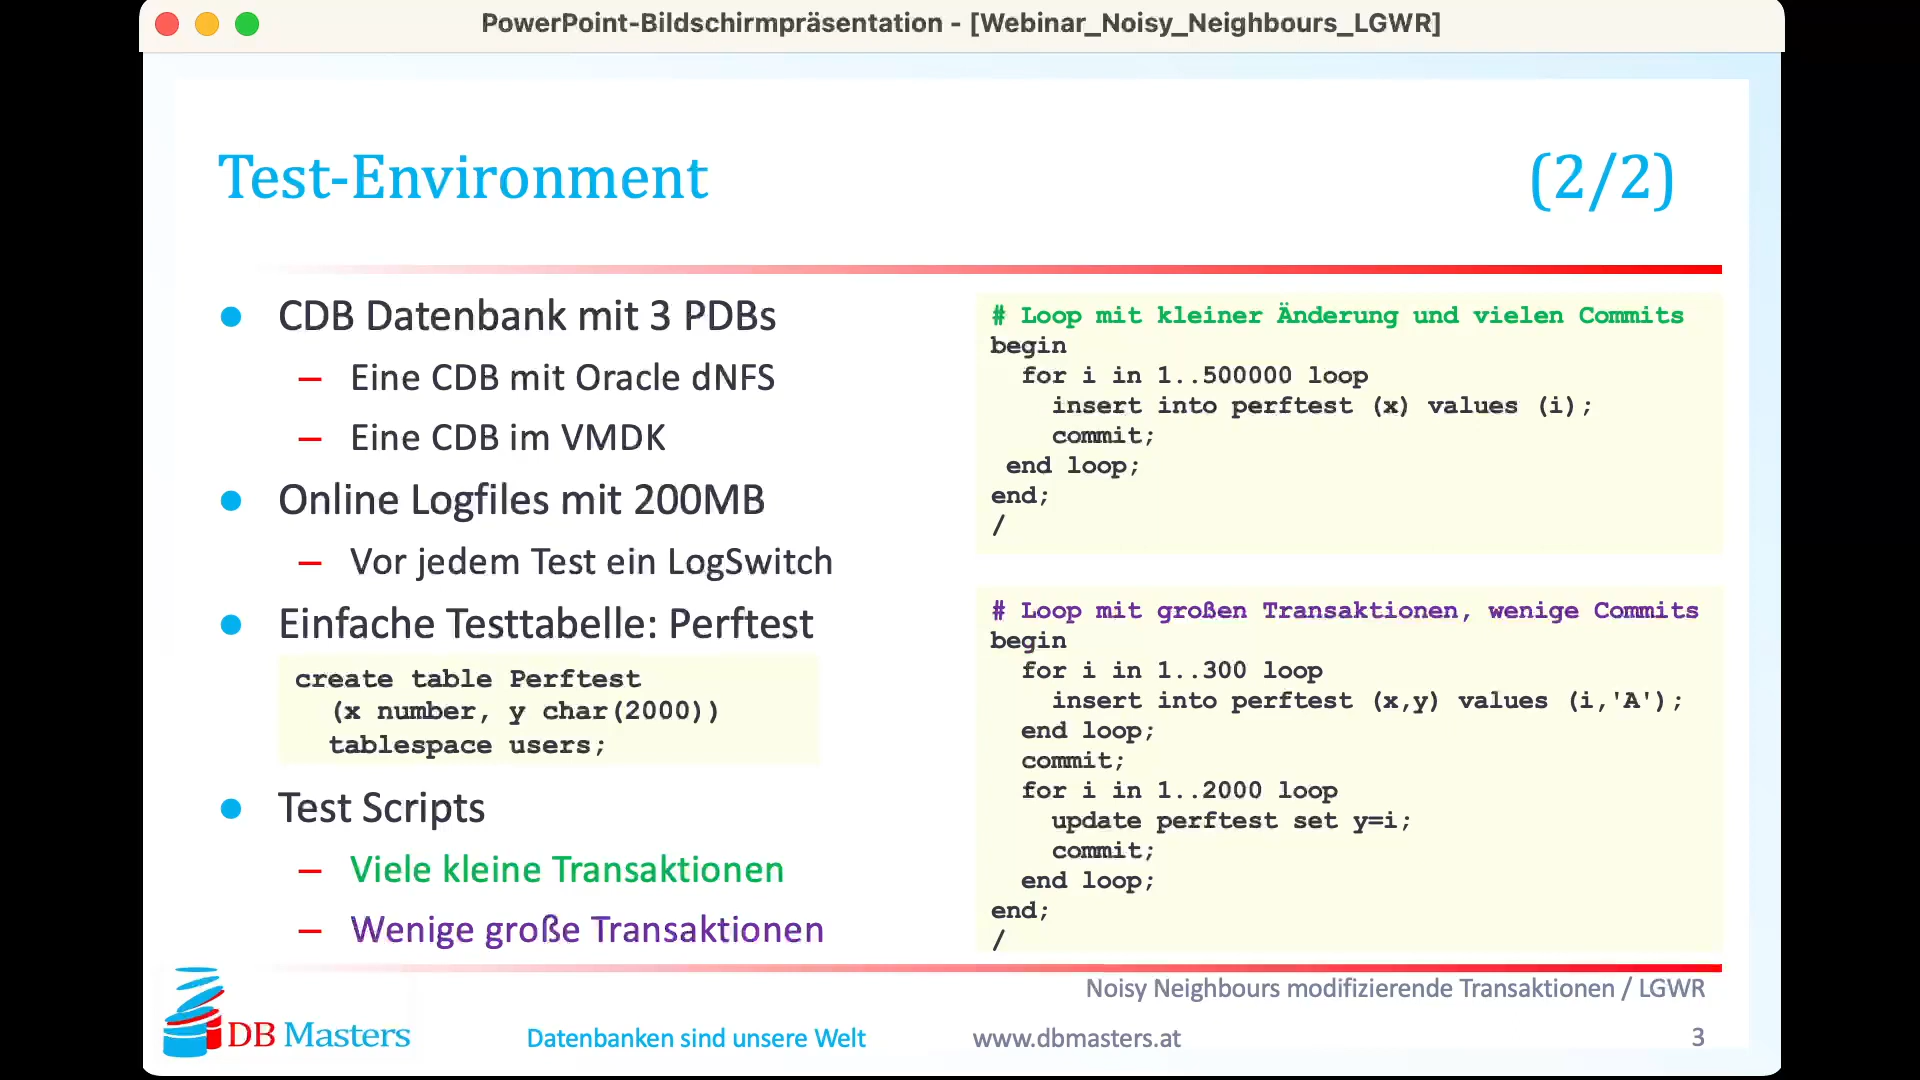 PowerPoint-Bildschirmpräsentation - [Webinar_Noisy_Neighbours_LGWR]
Test-Environment (2/2)
CDB Datenbank mit 3 PDBs
– Eine CDB mit Oracle dNFS
– Eine CDB im VMDK
Online Logfiles mit 200MB
– Vor jedem Test ein LogSwitch
Einfache Testtabelle: Perftest
create table Perftest
(x number, y char(2000))
tablespace users;
Test Scripts
– Viele kleine Transaktionen
– Wenige große Transaktionen
# Loop mit kleiner Änderung und vielen Commits
begin
for i in 1..500000 loop
insert into perftest (x) values (i);
commit;
end loop;
end;
/
# Loop mit großen Transaktionen, wenige Commits
begin
for i in 1..300 loop
insert into perftest (x,y) values (i,'A');
end loop;
commit;
for i in 1..2000 loop
update perftest set y=i;
commit;
end loop;
end;
/
Noisy Neighbours modifizierende Transaktionen / LGWR
DB Masters
Datenbanken sind unsere Welt
www.dbmasters.at
3